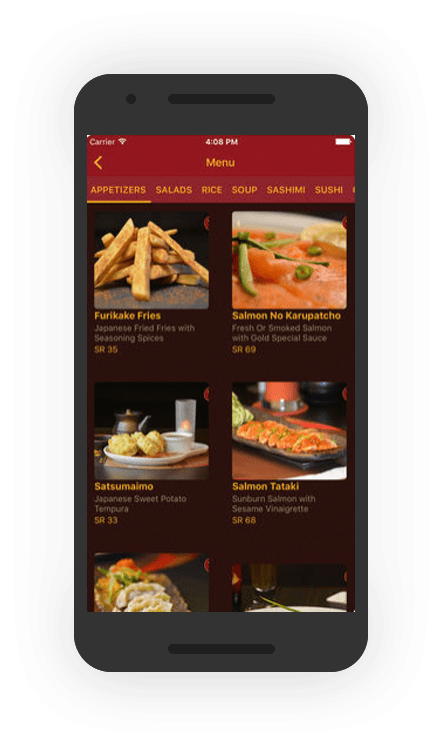 Carrier 4:08 PM
Menu
APPETIZERS SALADS RICE SOUP SASHIMI SUSHI
Furikake Fries
Japanese Fried Fries with
Seasoning Spices
SR 35
Salmon No Karupatcho
Fresh Or Smoked Salmon
with Gold Special Sauce
SR 69
Satsumaimo
Japanese Sweet Potato
Tempura
SR 33
Salmon Tataki
Sunburn Salmon with
Sesame Vinaigrette
SR 68